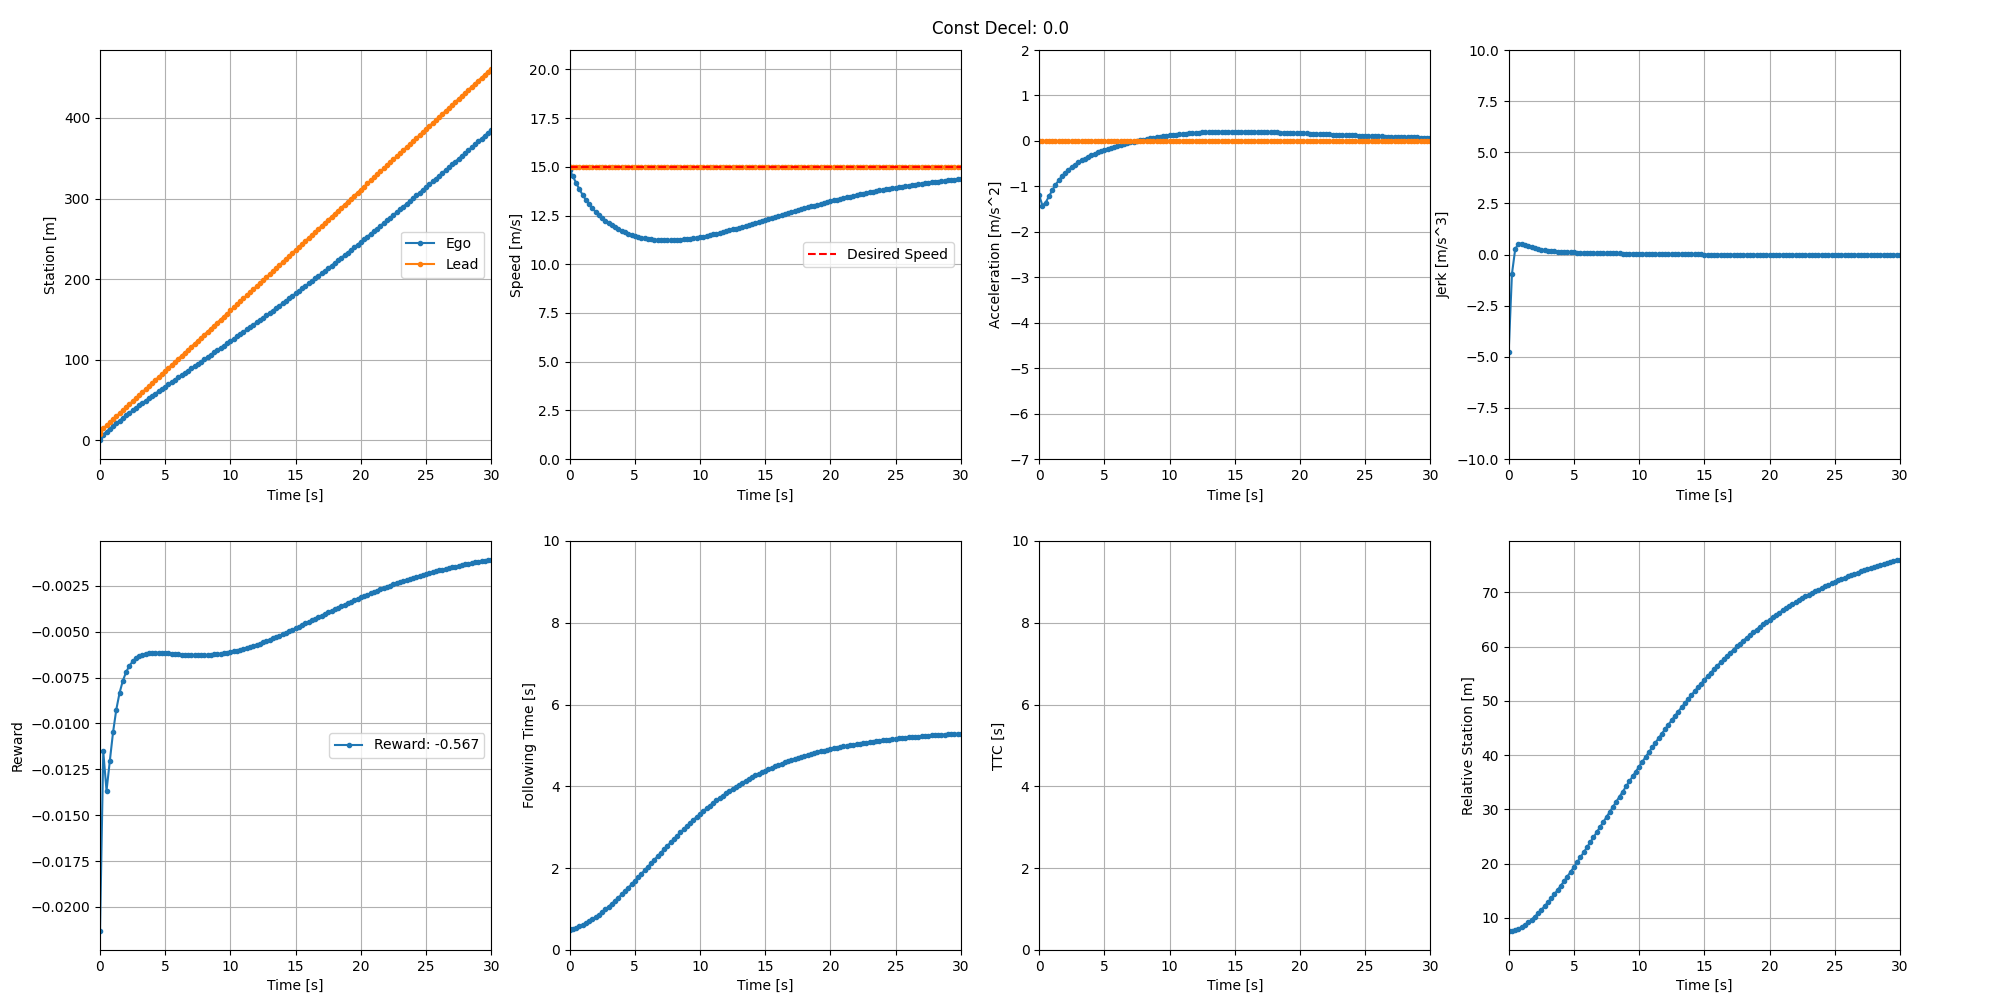 Const Decel: 0.0
Station [m]
400
300
200
100
0
0 5 10 15 20 25 30
Time [s]
Ego
Lead
Speed [m/s]
20.0
17.5
15.0
12.5
10.0
7.5
5.0
2.5
0.0
0 5 10 15 20 25 30
Time [s]
Desired Speed
Acceleration [m/s^2]
2
1
0
−1
−2
−3
−4
−5
−6
−7
0 5 10 15 20 25 30
Time [s]
Jerk [m/s^3]
10.0
7.5
5.0
2.5
0.0
−2.5
−5.0
−7.5
−10.0
0 5 10 15 20 25 30
Time [s]
Reward
−0.0025
−0.0050
−0.0075
−0.0100
−0.0125
−0.0150
−0.0175
−0.0200
0 5 10 15 20 25 30
Time [s]
Reward: -0.567
Following Time [s]
10
8
6
4
2
0
0 5 10 15 20 25 30
Time [s]
TTC [s]
10
8
6
4
2
0
0 5 10 15 20 25 30
Time [s]
Relative Station [m]
70
60
50
40
30
20
10
0 5 10 15 20 25 30
Time [s]